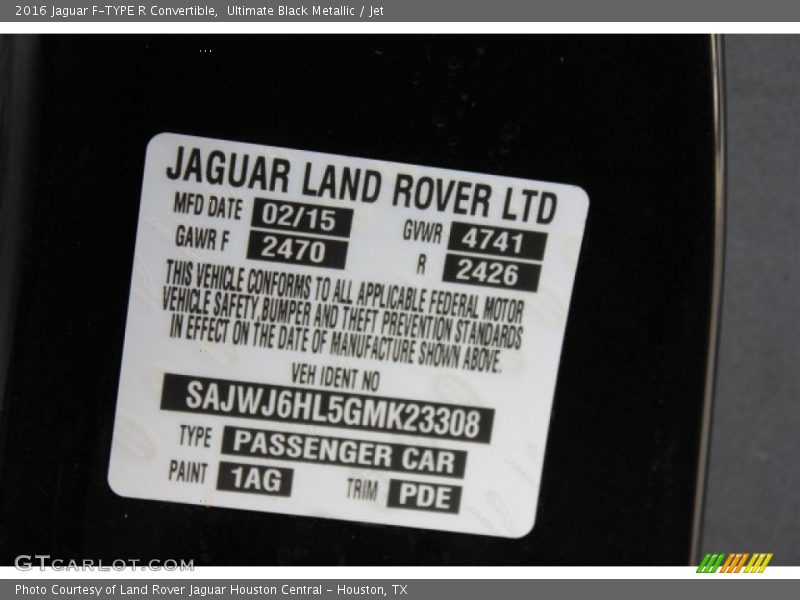 2016 Jaguar F-TYPE R Convertible, Ultimate Black Metallic / Jet
JAGUAR LAND ROVER LTD
MFD DATE 02/15 GVWR 4741
GAWR F 2470 R 2426
THIS VEHICLE CONFORMS TO ALL APPLICABLE FEDERAL MOTOR
VEHICLE SAFETY,BUMPER AND THEFT PREVENTION STANDARDS
IN EFFECT ON THE DATE OF MANUFACTURE SHOWN ABOVE.
VEH IDENT NO
SAJWJ6HL5GMK23308
TYPE PASSENGER CAR
PAINT 1AG TRIM PDE
GTCARLOT.COM
Photo Courtesy of Land Rover Jaguar Houston Central - Houston, TX